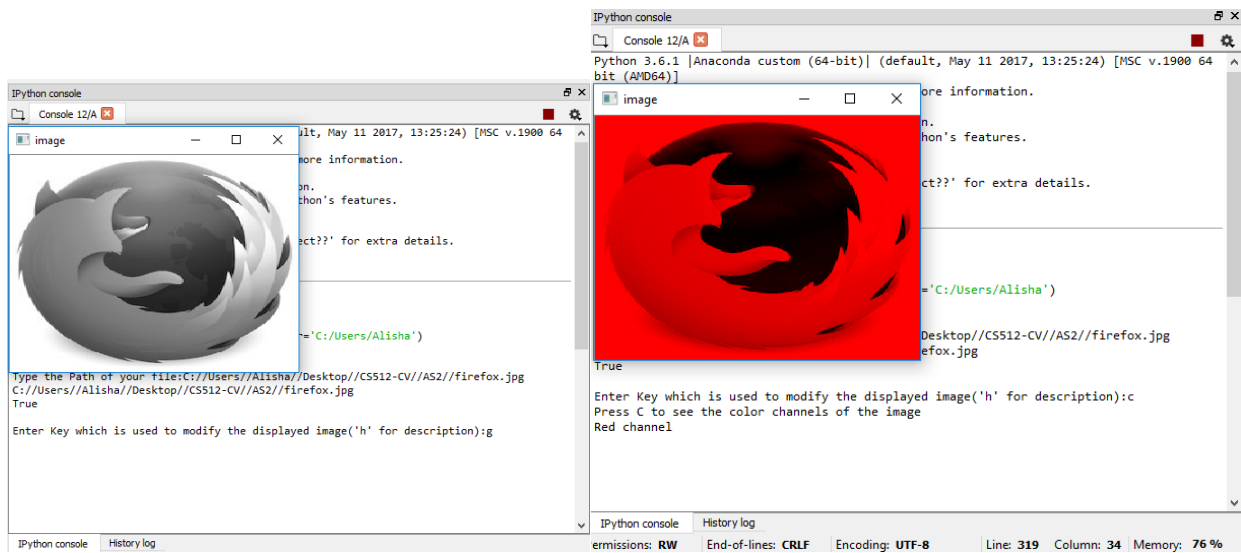 IPython console
Console 12/A
image
ult, May 11 2017, 13:25:24) [MSC v.1900 64
more information.
on.
thon's features.
ect??' for extra details.
r='C:/Users/Alisha')
Type the Path of your file:C://Users//Alisha//Desktop//CS512-CV//AS2//firefox.jpg
C://Users//Alisha//Desktop//CS512-CV//AS2//firefox.jpg
True
Enter Key which is used to modify the displayed image('h' for description):g
IPython console History log
IPython console
Console 12/A
Python 3.6.1 |Anaconda custom (64-bit)| (default, May 11 2017, 13:25:24) [MSC v.1900 64
bit (AMD64)]
image
ore information.
n.
hon's features.
ct??' for extra details.
='C:/Users/Alisha')
Desktop//CS512-CV//AS2//firefox.jpg
efox.jpg
True
Enter Key which is used to modify the displayed image('h' for description):c
Press C to see the color channels of the image
Red channel
IPython console History log
ermissions: RW End-of-lines: CRLF Encoding: UTF-8 Line: 319 Column: 34 Memory: 76 %